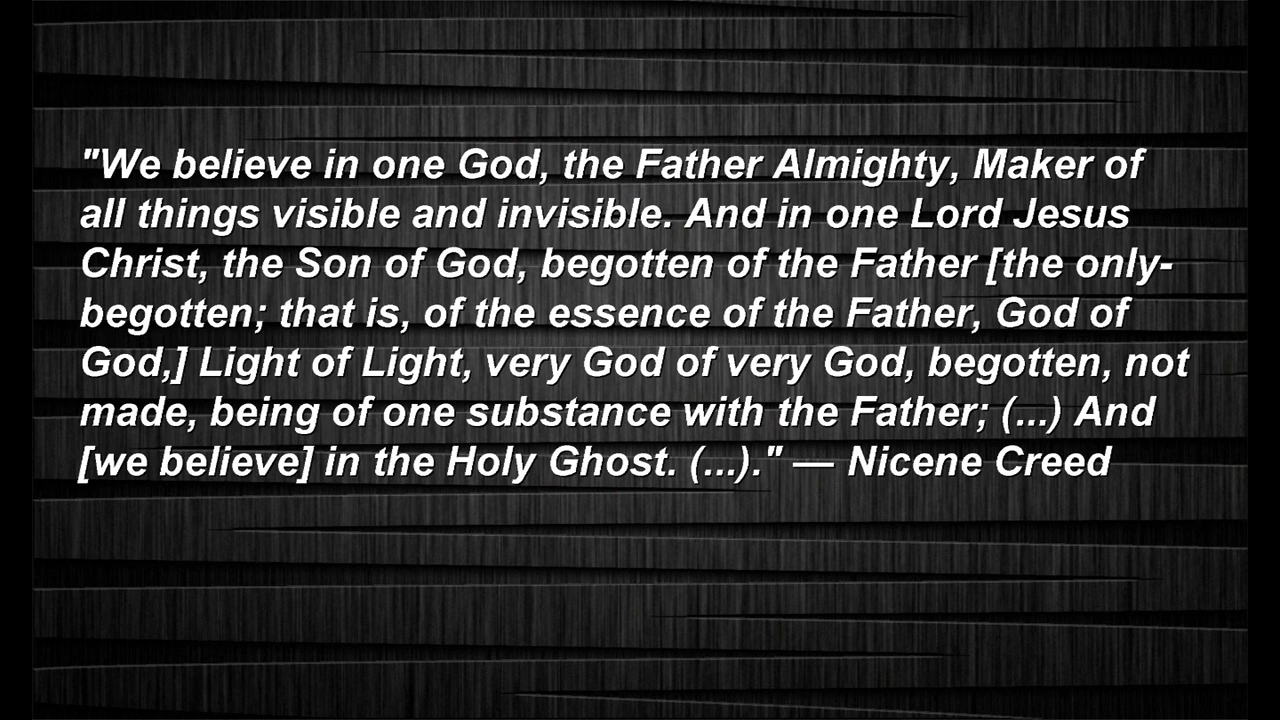 "We believe in one God, the Father Almighty, Maker of
all things visible and invisible. And in one Lord Jesus
Christ, the Son of God, begotten of the Father [the only-
begotten; that is, of the essence of the Father, God of
God,] Light of Light, very God of very God, begotten, not
made, being of one substance with the Father; (...) And
[we believe] in the Holy Ghost. (...)." — Nicene Creed